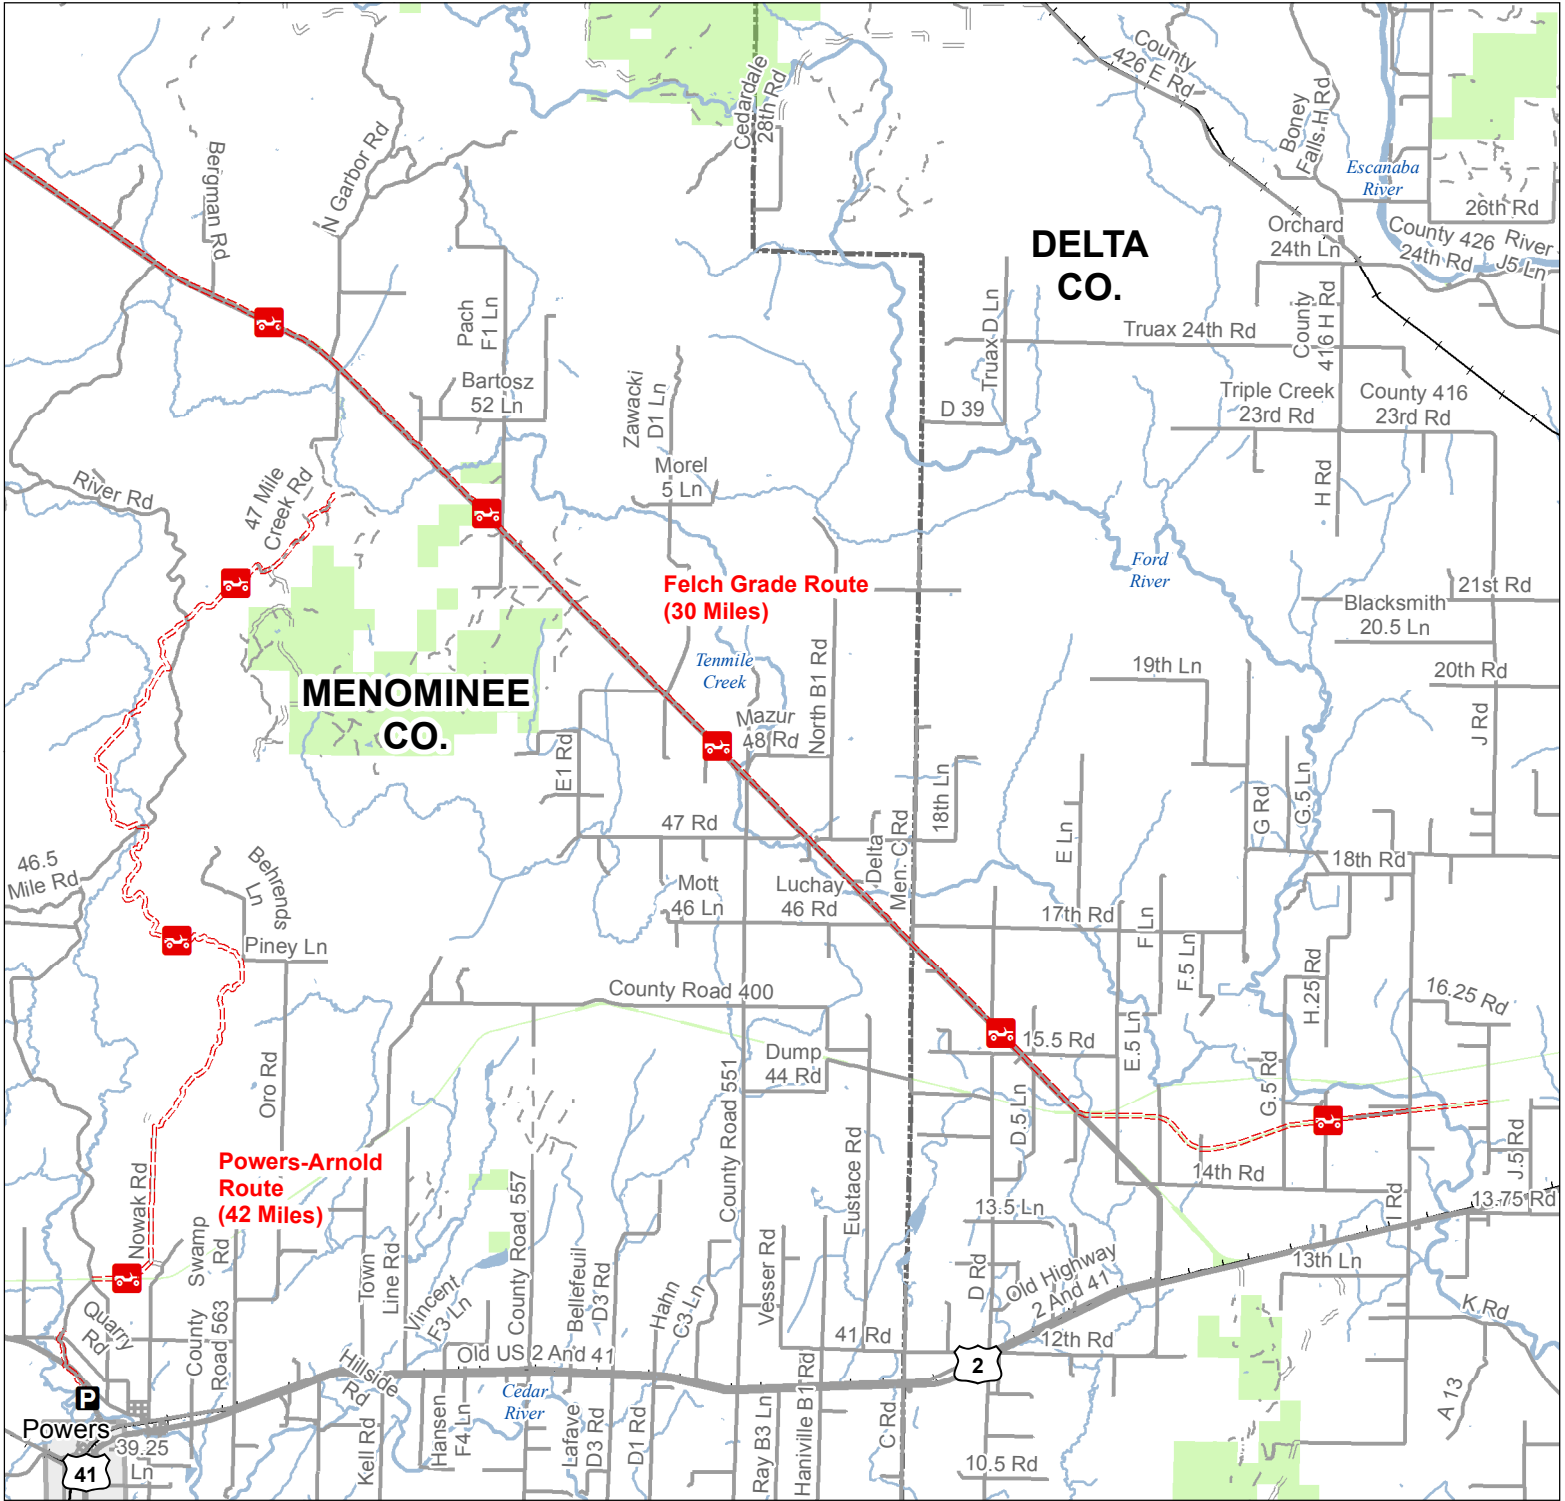 County
426 E Rd
Cedardale
28th Rd
Boney
Falls-H Rd
Bergman Rd
N Garbor Rd
Escanaba
River
26th Rd
Orchard
24th Ln
County 426
24th Rd
River
J5 Ln
DELTA
CO.
Pach
F1 Ln
Truax-D Ln
Truax 24th Rd
County
416 H Rd
Bartosz
52 Ln
Zawacki
D1 Ln
D 39
Triple Creek
23rd Rd
County 416
23rd Rd
Morel
5 Ln
River Rd
47 Mile
Creek Rd
H Rd
Ford
River
Felch Grade Route
(30 Miles)
21st Rd
Blacksmith
20.5 Ln
Tenmile
Creek
North B1 Rd
19th Ln
20th Rd
MENOMINEE
CO.
Mazur
48 Rd
J Rd
E1 Rd
18th Ln
G Rd
G.5 Ln
47 Rd
Delta
Men. C Rd
E Ln
18th Rd
46.5
Mile Rd
Behrensdp
Ln
Mott
46 Ln
Luchay
46 Rd
17th Rd
F Ln
F.5 Ln
Piney Ln
H.25 Rd
16.25 Rd
County Road 400
Dump
44 Rd
15.5 Rd
E.5 Ln
Oro Rd
County Road 551
D.5 Ln
G.5 Rd
Powers-Arnold
Route
(42 Miles)
Nowak Rd
Eustace Rd
J.5 Rd
14th Rd
County Road 557
13.5 Ln
I Rd
13.75 Rd
Swamp
Rd
Town
Line Rd
Vincent
F3 Ln
Bellefeuil
D3 Rd
Hahn
C3 Ln
Vesser Rd
D Rd
Old Highway
2 And 41
13th Ln
Quarry
Rd
County
Road 563
K Rd
Hillside
Rd
Old US 2 And 41
41 Rd
2
12th Rd
P
Cedar
River
Powers
39.25
Ln
41
Kell Rd
Hansen
F4 Ln
Lafave
D3 Rd
D1 Rd
Ray B3 Ln
Haniville B1 Rd
C Rd
10.5 Rd
A 13